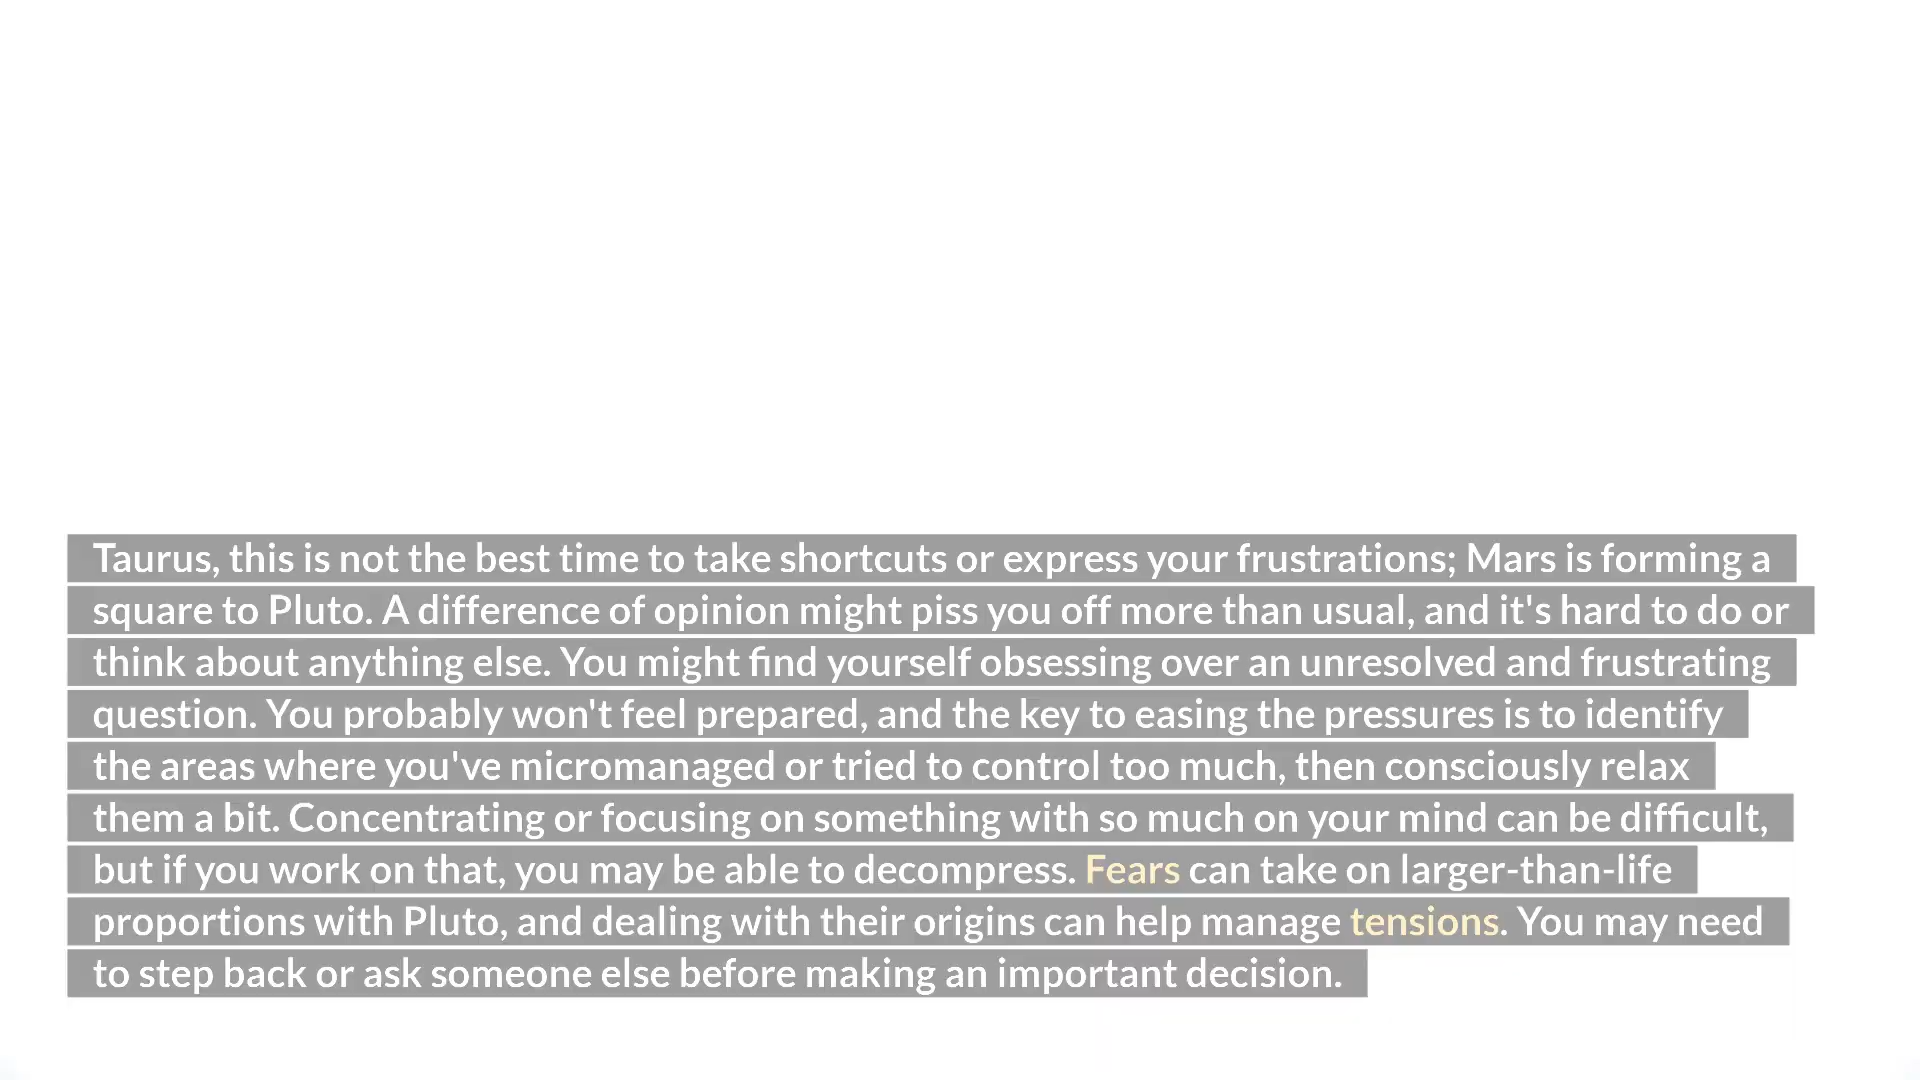 Taurus, this is not the best time to take shortcuts or express your frustrations; Mars is forming a
square to Pluto. A difference of opinion might piss you off more than usual, and it's hard to do or
think about anything else. You might find yourself obsessing over an unresolved and frustrating
question. You probably won't feel prepared, and the key to easing the pressures is to identify
the areas where you've micromanaged or tried to control too much, then consciously relax
them a bit. Concentrating or focusing on something with so much on your mind can be difficult,
but if you work on that, you may be able to decompress. Fears can take on larger-than-life
proportions with Pluto, and dealing with their origins can help manage tensions. You may need
to step back or ask someone else before making an important decision.